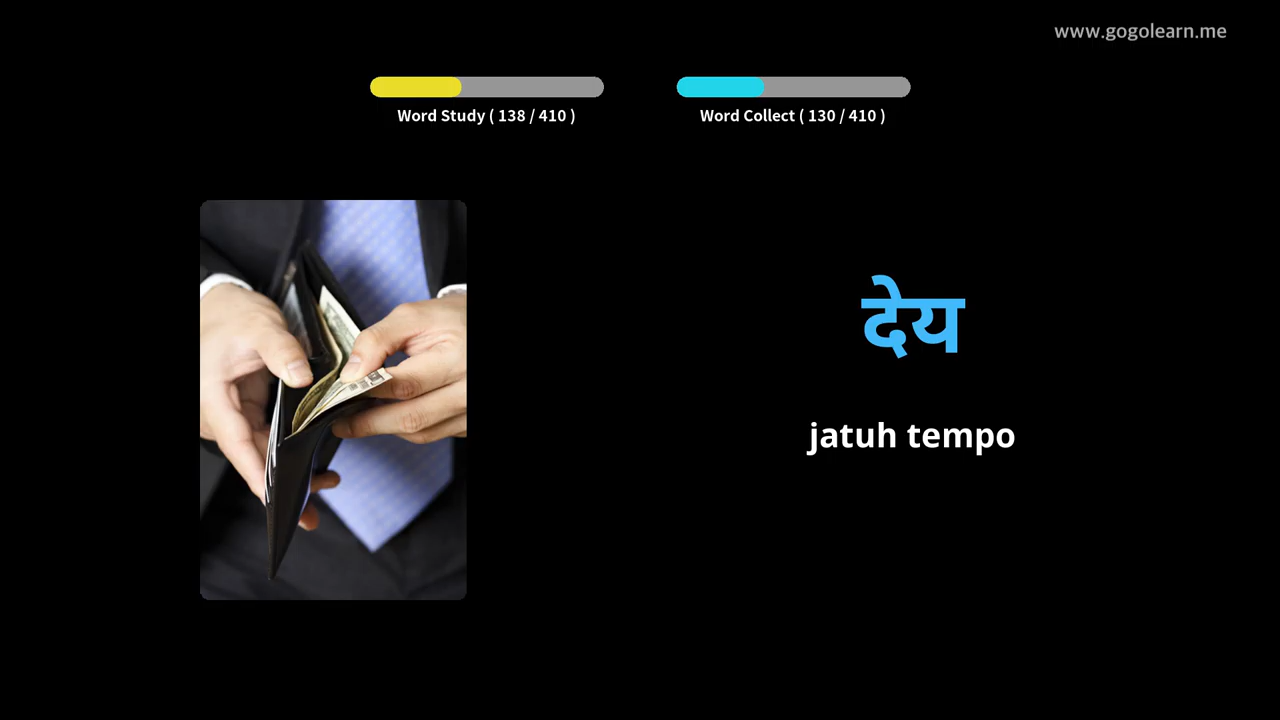 www.gogolearn.me
Word Study ( 138 / 410 )
Word Collect ( 130 / 410 )
देय
jatuh tempo